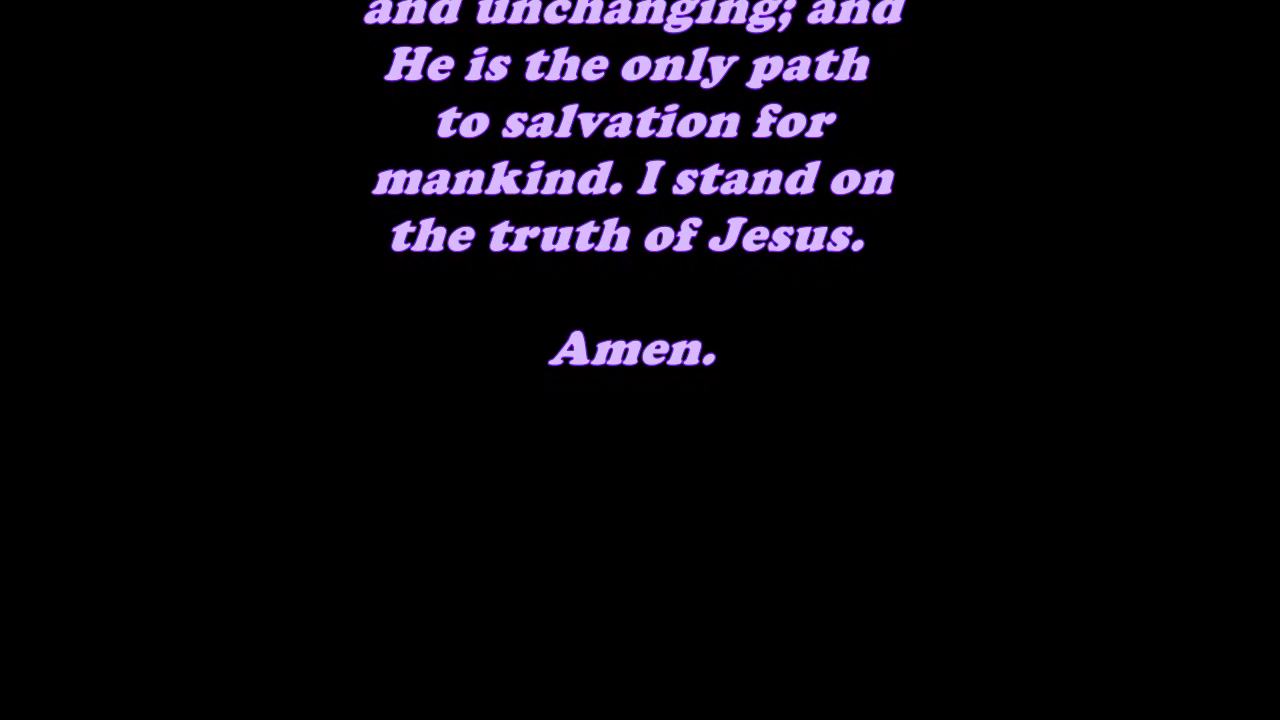 and unchanging; and
He is the only path
to salvation for
mankind. I stand on
the truth of Jesus.
Amen.